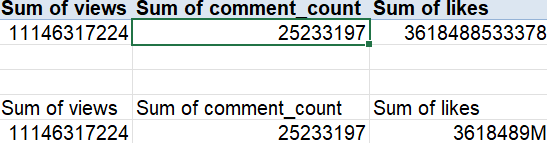 Sum of views Sum of comment_count Sum of likes
11146317224 25233197 3618488533378
Sum of views Sum of comment_count Sum of likes
11146317224 25233197 3618489M